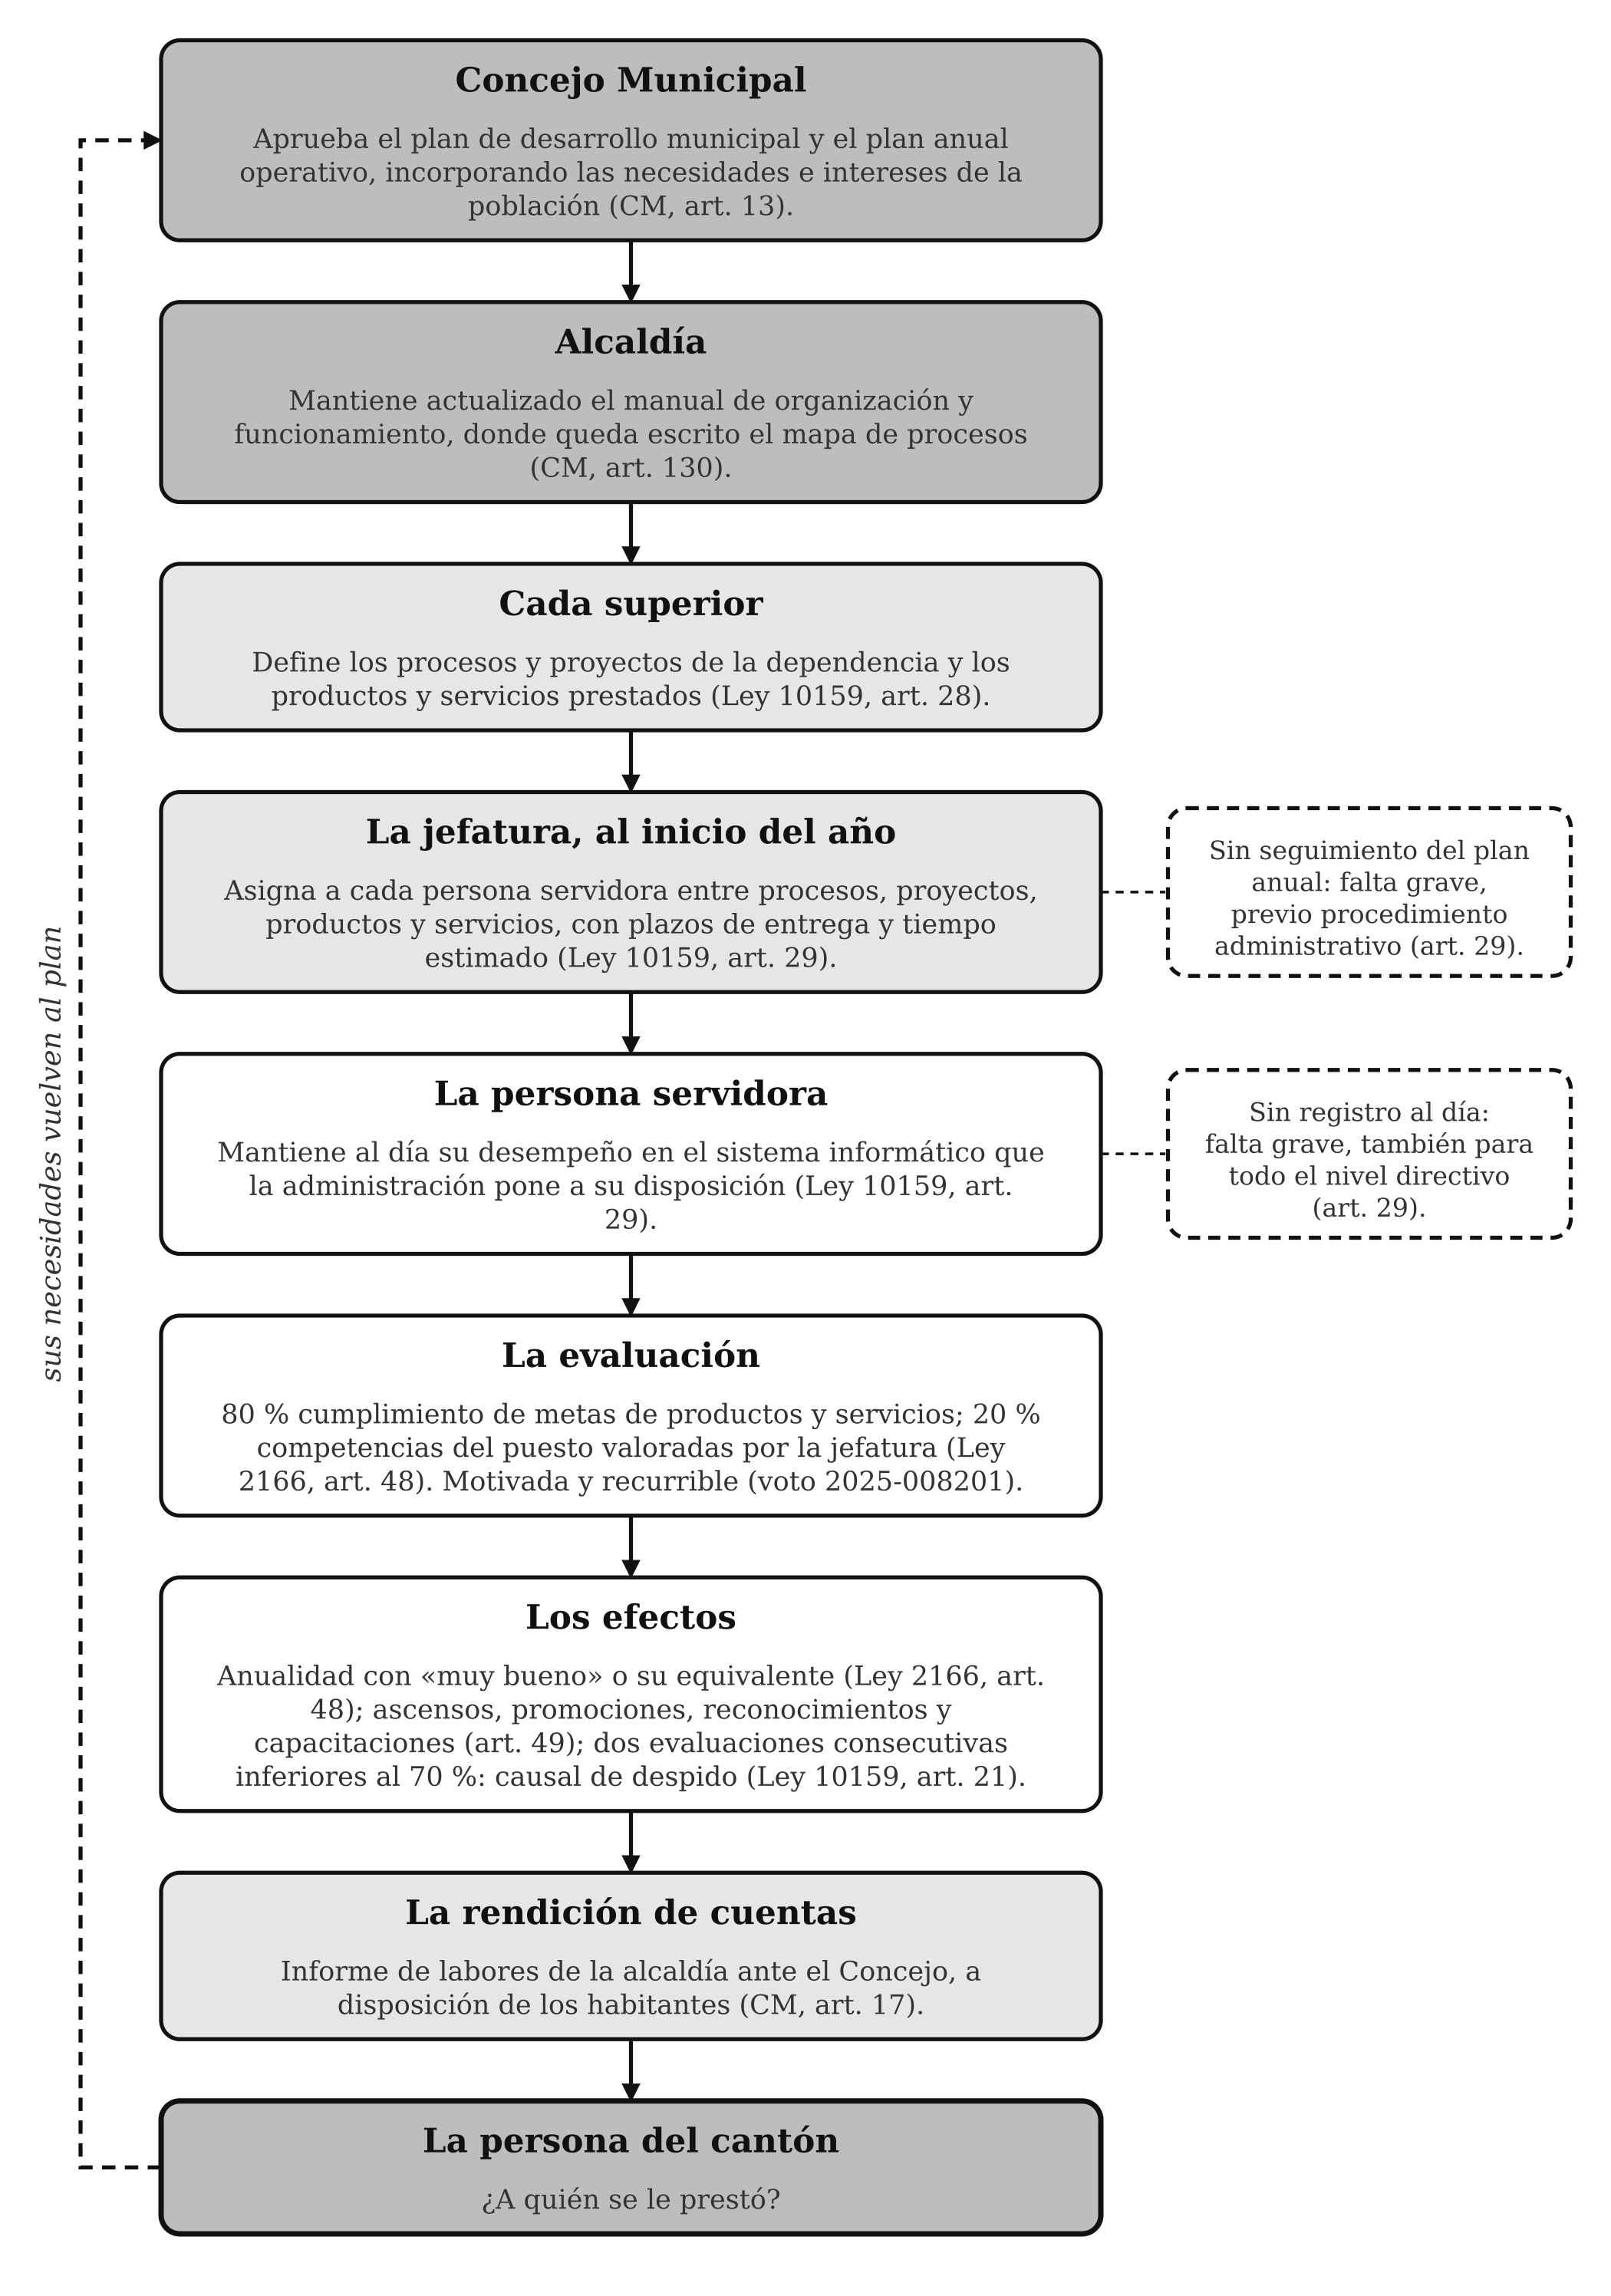 Concejo Municipal
Aprueba el plan de desarrollo municipal y el plan anual
operativo, incorporando las necesidades e intereses de la
población (CM, art. 13).
Alcaldía
Mantiene actualizado el manual de organización y
funcionamiento, donde queda escrito el mapa de procesos
(CM, art. 130).
Cada superior
Define los procesos y proyectos de la dependencia y los
productos y servicios prestados (Ley 10159, art. 28).
La jefatura, al inicio del año
Asigna a cada persona servidora entre procesos, proyectos,
productos y servicios, con plazos de entrega y tiempo
estimado (Ley 10159, art. 29).
Sin seguimiento del plan
anual: falta grave,
previo procedimiento
administrativo (art. 29).
La persona servidora
Mantiene al día su desempeño en el sistema informático que
la administración pone a su disposición (Ley 10159, art.
29).
Sin registro al día:
falta grave, también para
todo el nivel directivo
(art. 29).
La evaluación
80 % cumplimiento de metas de productos y servicios; 20 %
competencias del puesto valoradas por la jefatura (Ley
2166, art. 48). Motivada y recurrible (voto 2025-008201).
Los efectos
Anualidad con «muy bueno» o su equivalente (Ley 2166, art.
48); ascensos, promociones, reconocimientos y
capacitaciones (art. 49); dos evaluaciones consecutivas
inferiores al 70 %: causal de despido (Ley 10159, art. 21).
La rendición de cuentas
Informe de labores de la alcaldía ante el Concejo, a
disposición de los habitantes (CM, art. 17).
La persona del cantón
¿A quién se le prestó?
sus necesidades vuelven al plan